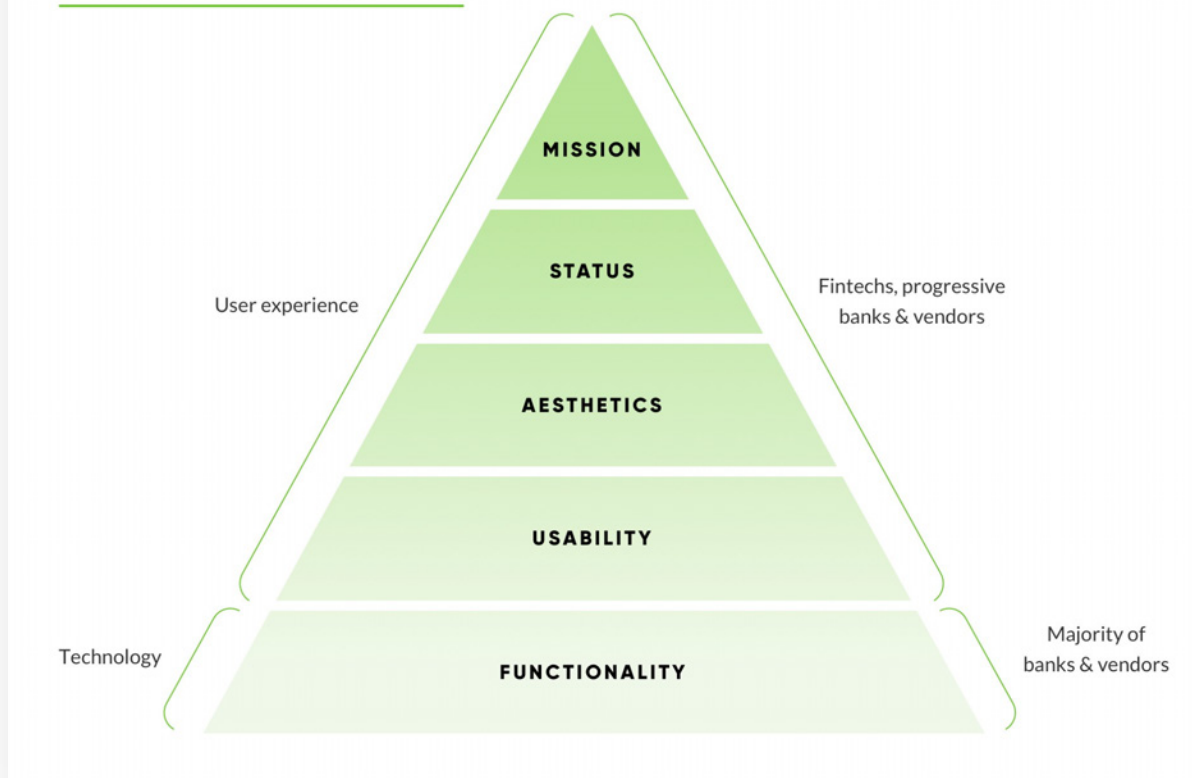 MISSION
STATUS
User experience
Fintechs, progressive
banks & vendors
AESTHETICS
USABILITY
Technology
FUNCTIONALITY
Majority of
banks & vendors